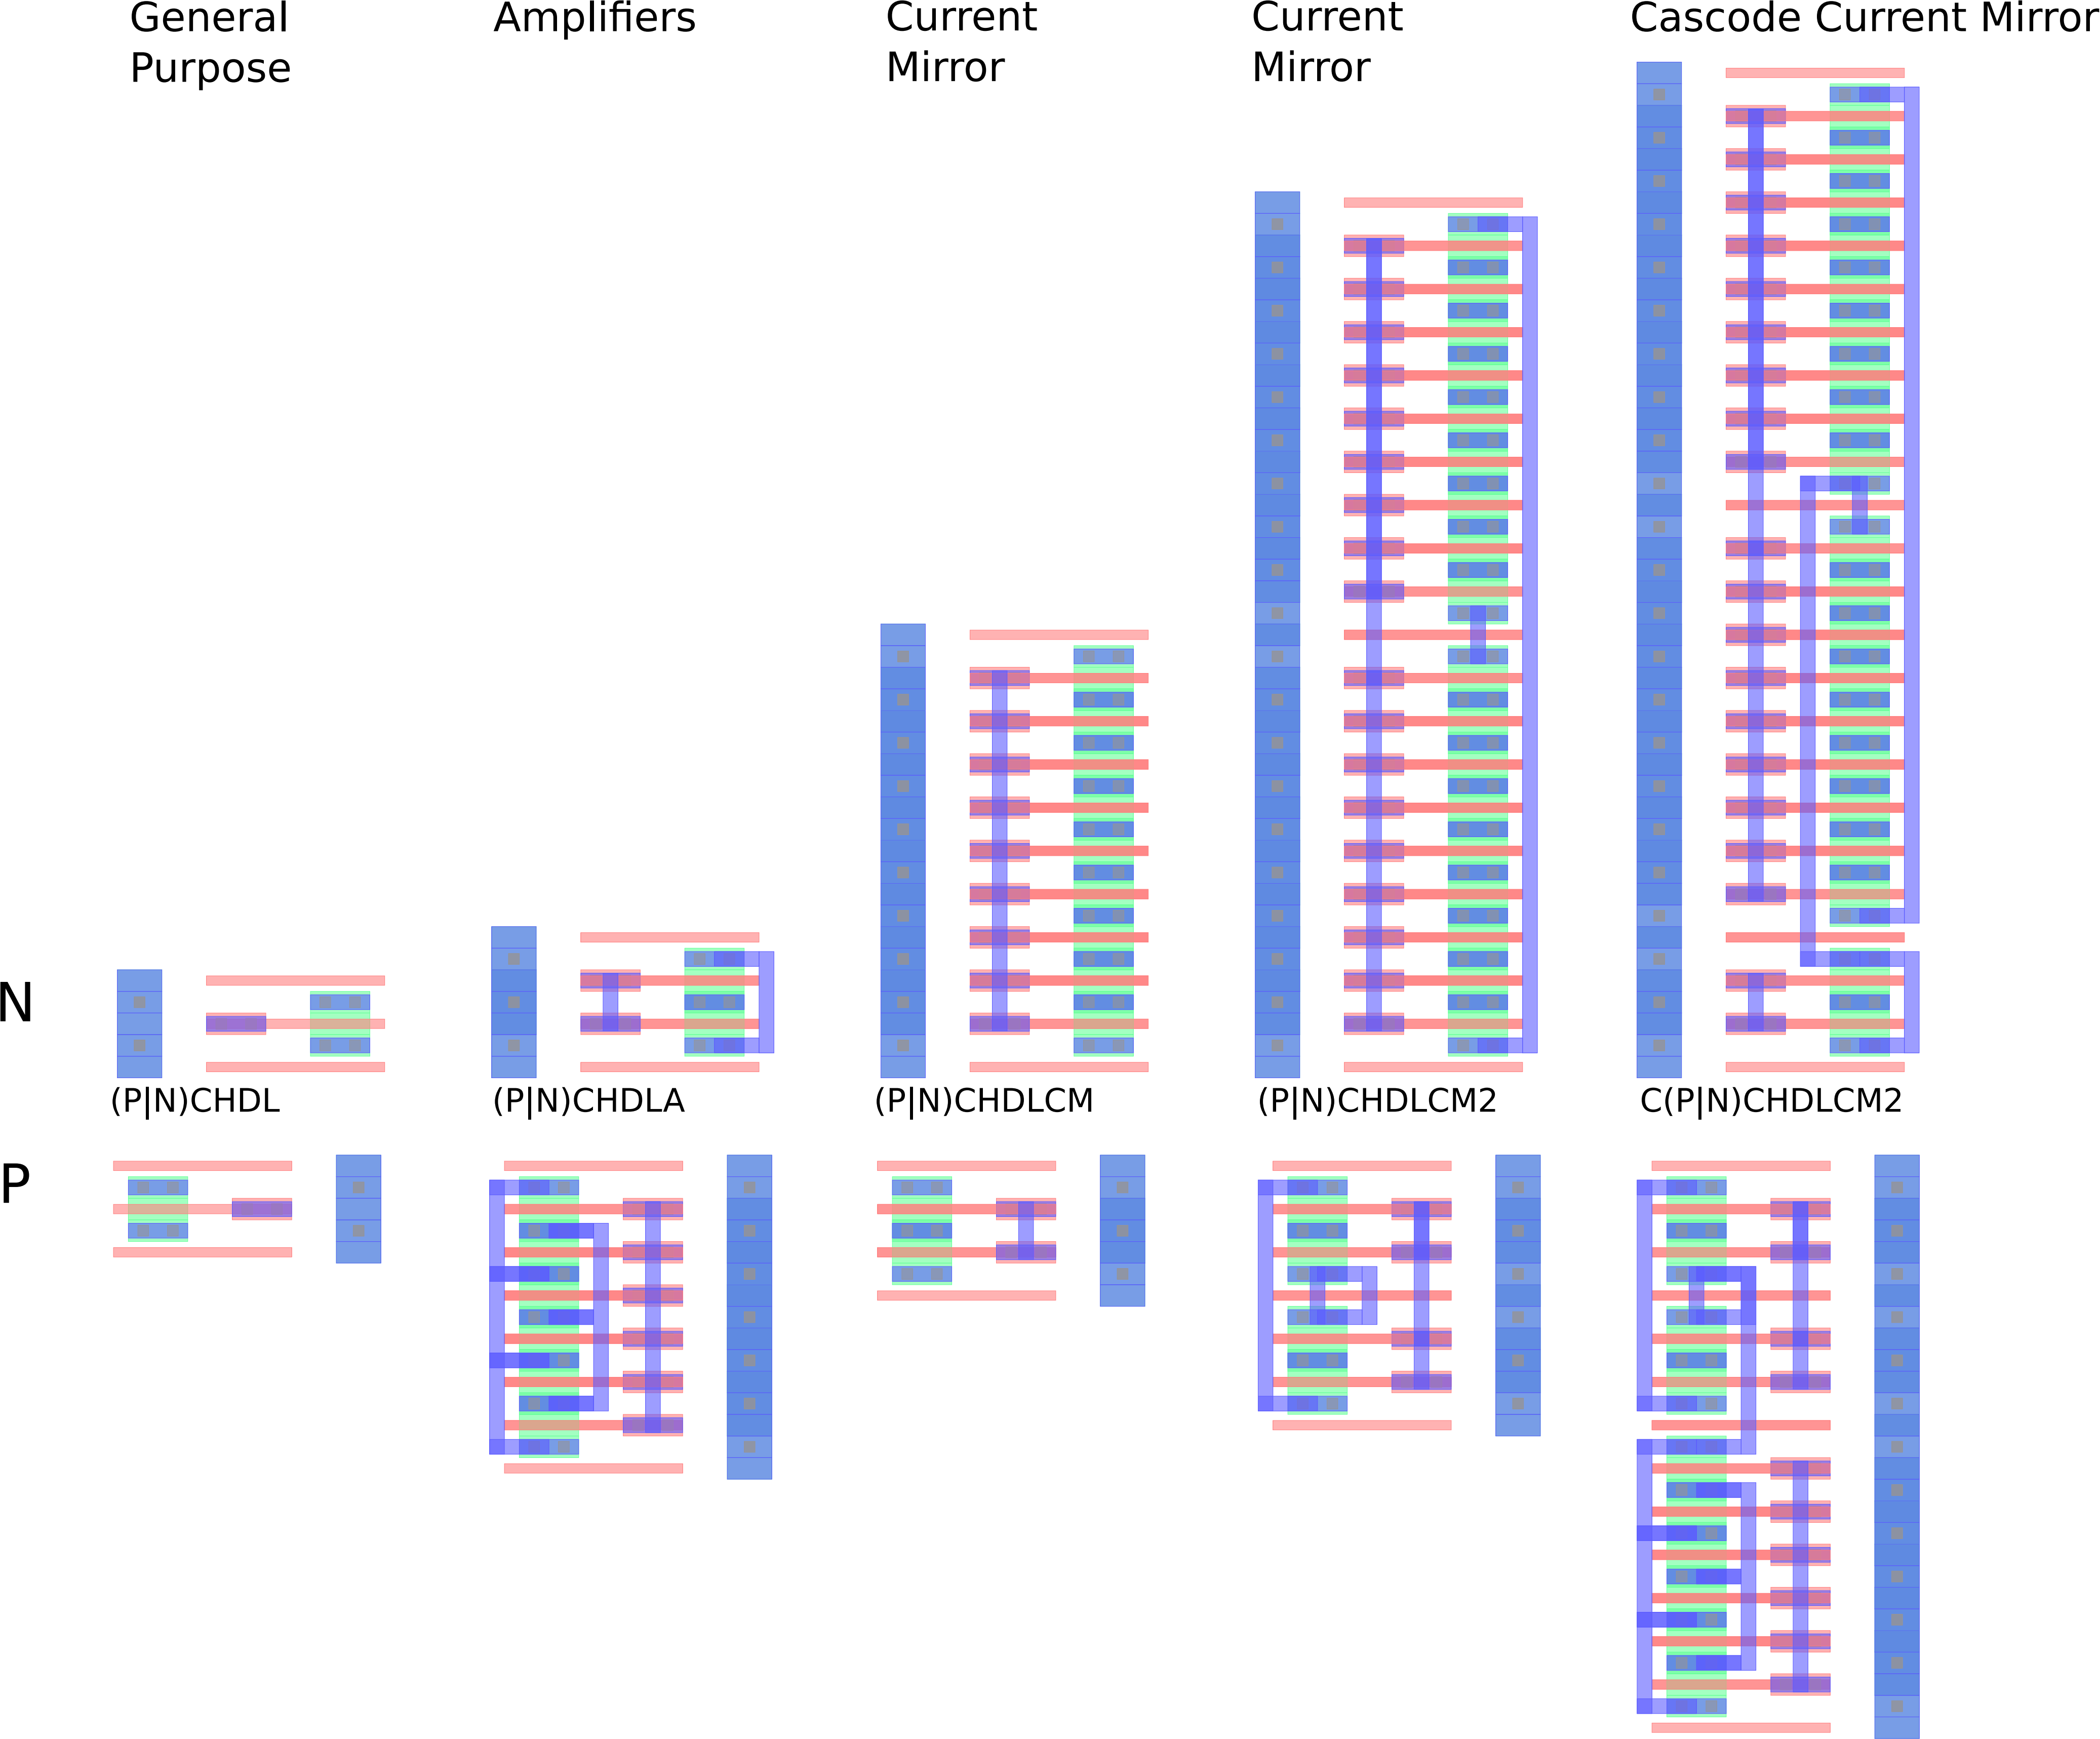 General
Purpose
Amplifiers
Current
Mirror
Current
Mirror
Cascode Current Mirror
N
(P|N)CHDL
(P|N)CHDLA
(P|N)CHDLCM
(P|N)CHDLCM2
C(P|N)CHDLCM2
P